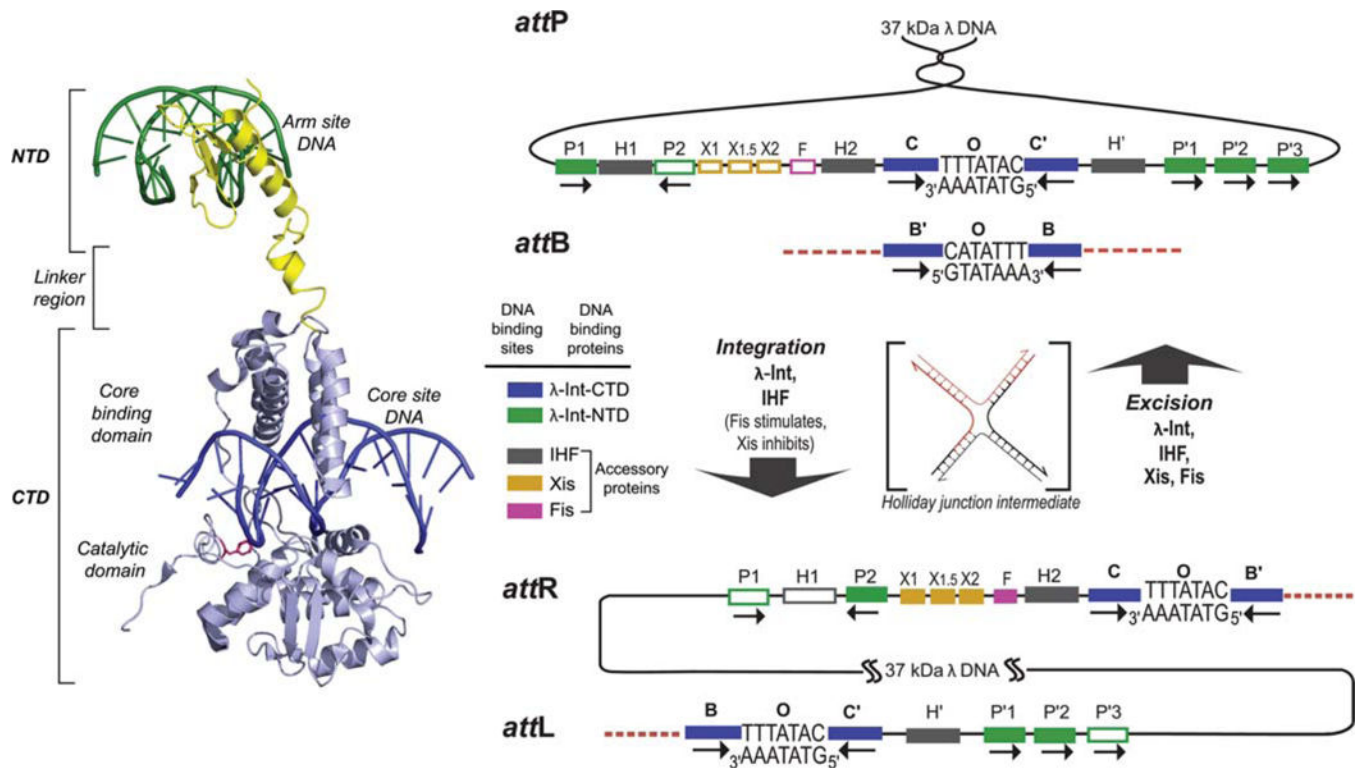 NTD
Arm site
DNA
Linker
region
Core
binding
domain
Core site
DNA
CTD
Catalytic
domain
attP
37 kDa λ DNA
P1 H1 P2 X1 X1.5 X2 F H2 C O C' H' P'1 P'2 P'3
TTTATAC
3'AAATATG5'
attB
B' O B
CATATTT
5'GTATAAA3'
DNA
binding
sites
DNA
binding
proteins
λ-Int-CTD
λ-Int-NTD
IHF
Xis
Fis
Accessory
proteins
Integration
λ-Int,
IHF
(Fis stimulates,
Xis inhibits)
Holliday junction intermediate
Excision
λ-Int,
IHF,
Xis, Fis
attR
P1 H1 P2 X1 X1.5 X2 F H2 C O B'
TTTATAC
3'AAATATG5'
37 kDa λ DNA
attL
B O C' H' P'1 P'2 P'3
TTTATAC
3'AAATATG5'